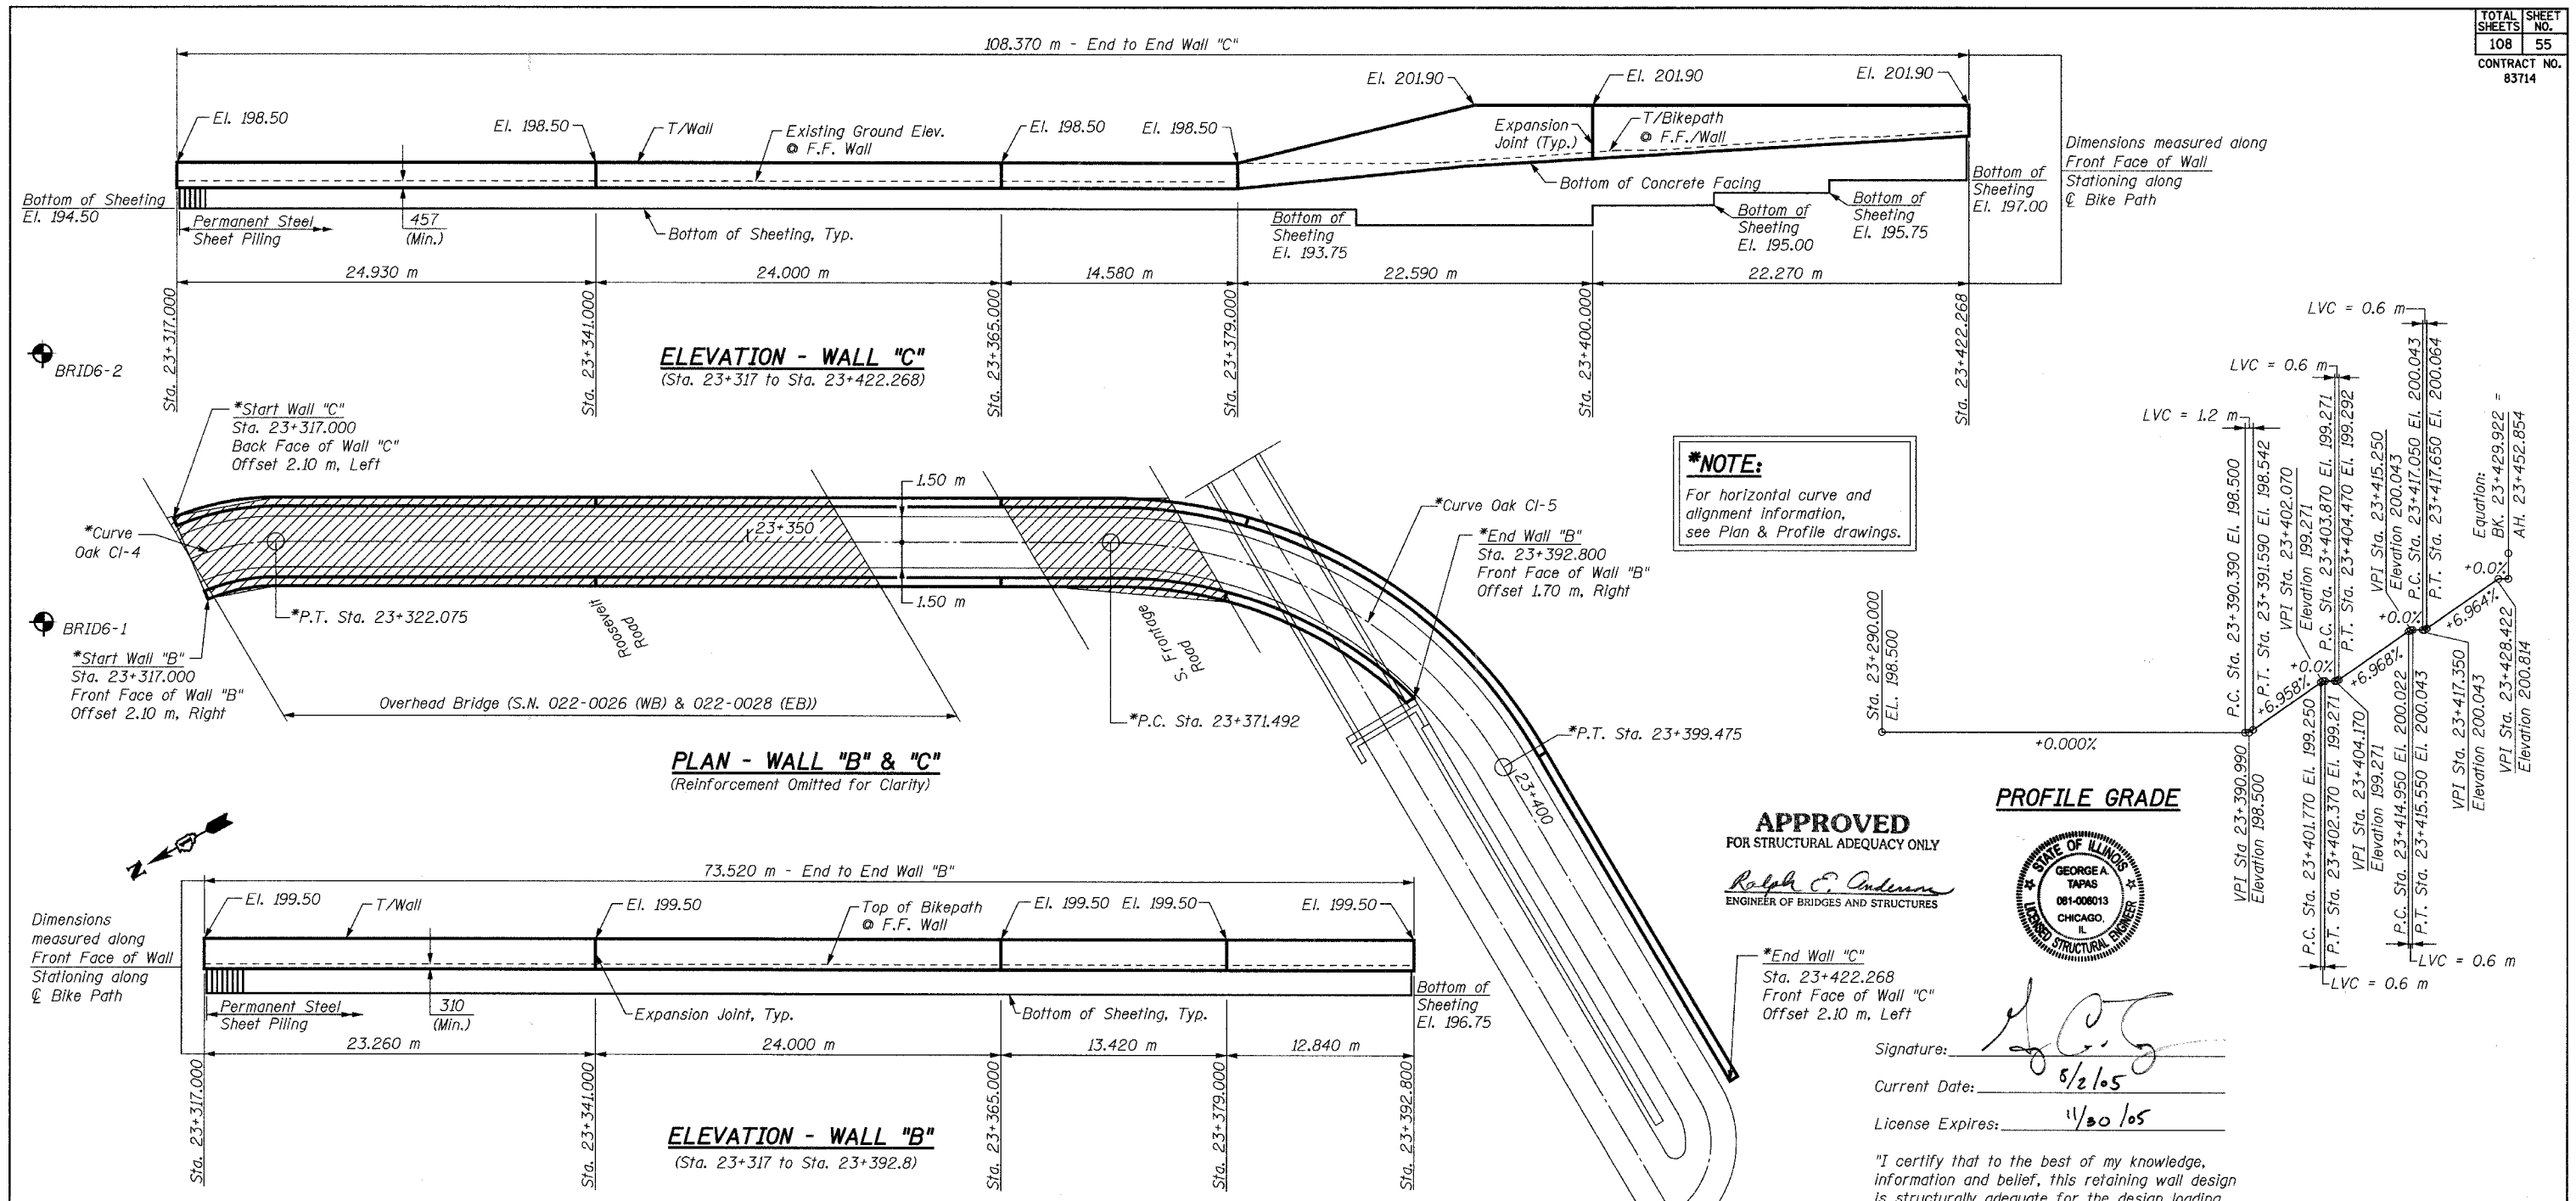 TOTAL SHEETS
SHEET NO.
108
55
CONTRACT NO.
83714
108.370 m - End to End Wall "C"
El. 198.50
El. 198.50
T/Wall
Existing Ground Elev.
@ F.F. Wall
El. 198.50
El. 198.50
El. 201.90
El. 201.90
El. 201.90
Expansion
Joint (Typ.)
T/Bikepath
@ F.F./Wall
Dimensions measured along
Front Face of Wall
Stationing along
℄ Bike Path
Bottom of Sheeting
El. 194.50
Permanent Steel
Sheet Piling
457
(Min.)
Bottom of Sheeting, Typ.
Bottom of
Sheeting
El. 193.75
Bottom of Concrete Facing
Bottom of
Sheeting
El. 195.00
Bottom of
Sheeting
El. 195.75
Bottom of
Sheeting
El. 197.00
24.930 m
24.000 m
14.580 m
22.590 m
22.270 m
Sta. 23+317.000
Sta. 23+341.000
Sta. 23+365.000
Sta. 23+379.000
Sta. 23+400.000
Sta. 23+422.268
ELEVATION - WALL "C"
(Sta. 23+317 to Sta. 23+422.268)
BRID6-2
*Start Wall "C"
Sta. 23+317.000
Back Face of Wall "C"
Offset 2.10 m, Left
*Curve
Oak Cl-4
1.50 m
23+350
1.50 m
*P.T. Sta. 23+322.075
BRID6-1
*Start Wall "B"
Sta. 23+317.000
Front Face of Wall "B"
Offset 2.10 m, Right
Roosevelt
Road
S. Frontage
Road
Overhead Bridge (S.N. 022-0026 (WB) & 022-0028 (EB))
*P.C. Sta. 23+371.492
*Curve Oak Cl-5
*End Wall "B"
Sta. 23+392.800
Front Face of Wall "B"
Offset 1.70 m, Right
*P.T. Sta. 23+399.475
23+400
PLAN - WALL "B" & "C"
(Reinforcement Omitted for Clarity)
*NOTE:
For horizontal curve and
alignment information,
see Plan & Profile drawings.
Sta. 23+290.000
EL. 198.500
+0.000%
LVC = 1.2 m
P.C. Sta. 23+390.390 El. 198.500
P.T. Sta. 23+391.590 El. 198.542
VPI Sta 23+390.990
Elevation 198.500
+6.958%
VPI Sta. 23+402.070
Elevation 199.271
P.C. Sta. 23+401.770 El. 199.250
P.T. Sta. 23+402.370 El. 199.271
LVC = 0.6 m
+0.0%
LVC = 0.6 m
P.C. Sta. 23+403.870 El. 199.271
P.T. Sta. 23+404.470 El. 199.292
VPI Sta. 23+404.170
Elevation 199.271
+6.968%
VPI Sta. 23+415.250
Elevation 200.043
P.C. Sta. 23+414.950 El. 200.022
P.T. Sta. 23+415.550 El. 200.043
LVC = 0.6 m
+0.0%
LVC = 0.6 m
P.C. Sta. 23+417.050 El. 200.043
P.T. Sta. 23+417.650 El. 200.064
VPI Sta. 23+417.350
Elevation 200.043
+6.964%
VPI Sta. 23+428.422
Elevation 200.814
+0.0%
Equation:
BK. 23+429.922 =
AH. 23+452.854
PROFILE GRADE
N
73.520 m - End to End Wall "B"
El. 199.50
T/Wall
El. 199.50
Top of Bikepath
@ F.F. Wall
El. 199.50
El. 199.50
El. 199.50
Dimensions
measured along
Front Face of Wall
Stationing along
℄ Bike Path
Permanent Steel
Sheet Piling
310
(Min.)
Expansion Joint, Typ.
Bottom of Sheeting, Typ.
Bottom of
Sheeting
El. 196.75
23.260 m
24.000 m
13.420 m
12.840 m
Sta. 23+317.000
Sta. 23+341.000
Sta. 23+365.000
Sta. 23+379.000
Sta. 23+392.800
ELEVATION - WALL "B"
(Sta. 23+317 to Sta. 23+392.8)
APPROVED
FOR STRUCTURAL ADEQUACY ONLY
Ralph E. Anderson
ENGINEER OF BRIDGES AND STRUCTURES
STATE OF ILLINOIS
GEORGE A.
TAPAS
081-006013
CHICAGO,
IL
LICENSED STRUCTURAL ENGINEER
*End Wall "C"
Sta. 23+422.268
Front Face of Wall "C"
Offset 2.10 m, Left
Signature:
Current Date: 8/2/05
License Expires: 11/30/05
"I certify that to the best of my knowledge,
information and belief, this retaining wall design
is structurally adequate for the design loading